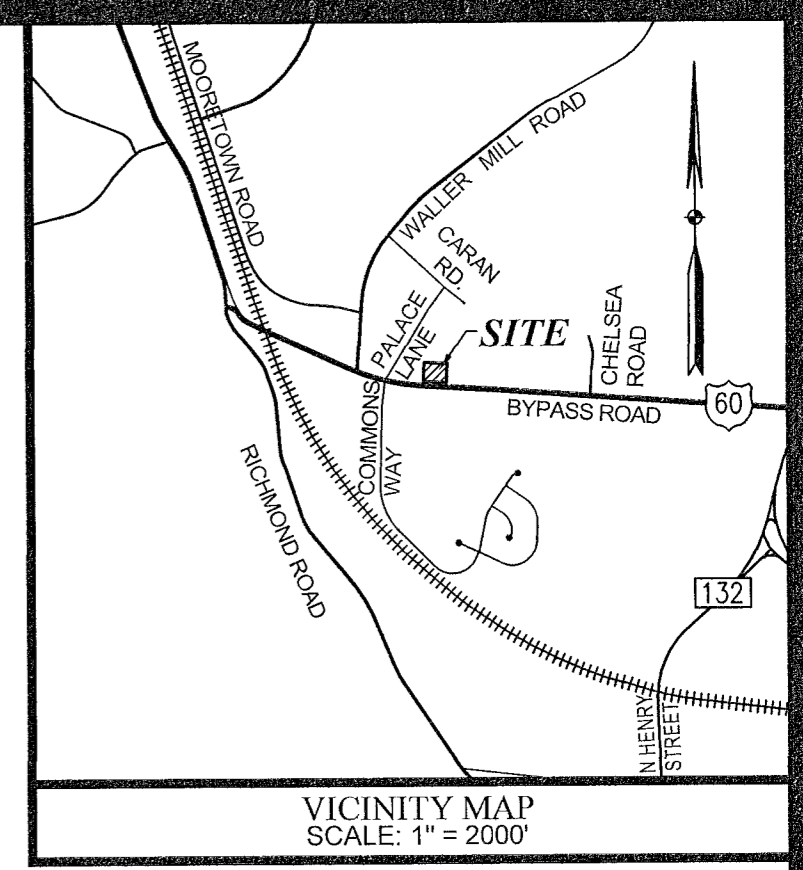 MOORETOWN ROAD
WALLER MILL ROAD
CARAN
RD.
PALACE
LANE
SITE
CHELSEA
ROAD
60
BYPASS ROAD
COMMONS
WAY
RICHMOND ROAD
132
N HENRY
STREET
VICINITY MAP
SCALE: 1" = 2000'